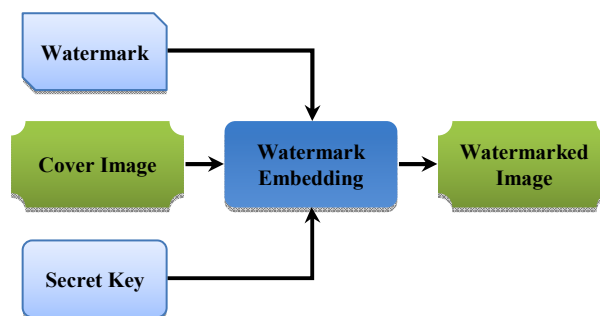 Watermark
Cover Image
Watermark
Embedding
Watermarked
Image
Secret Key